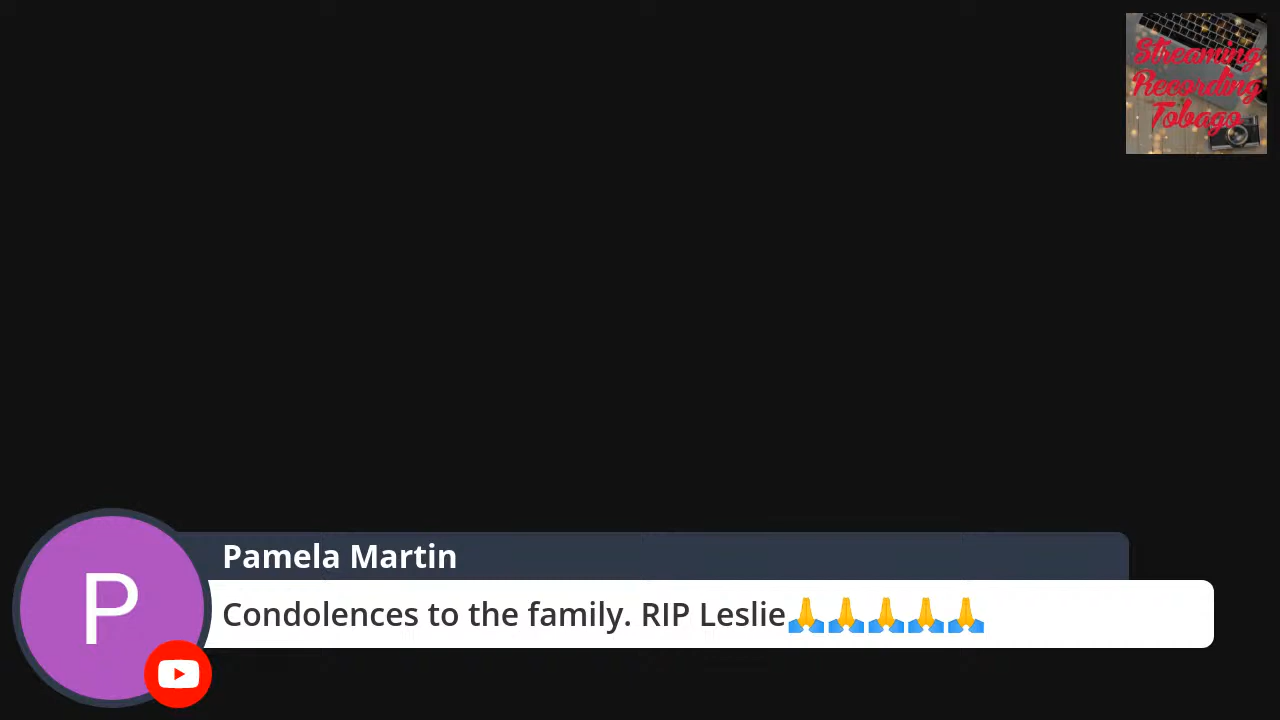 Streaming
Recording
Tobago
Pamela Martin
P
Condolences to the family. RIP Leslie🙏🙏🙏🙏🙏